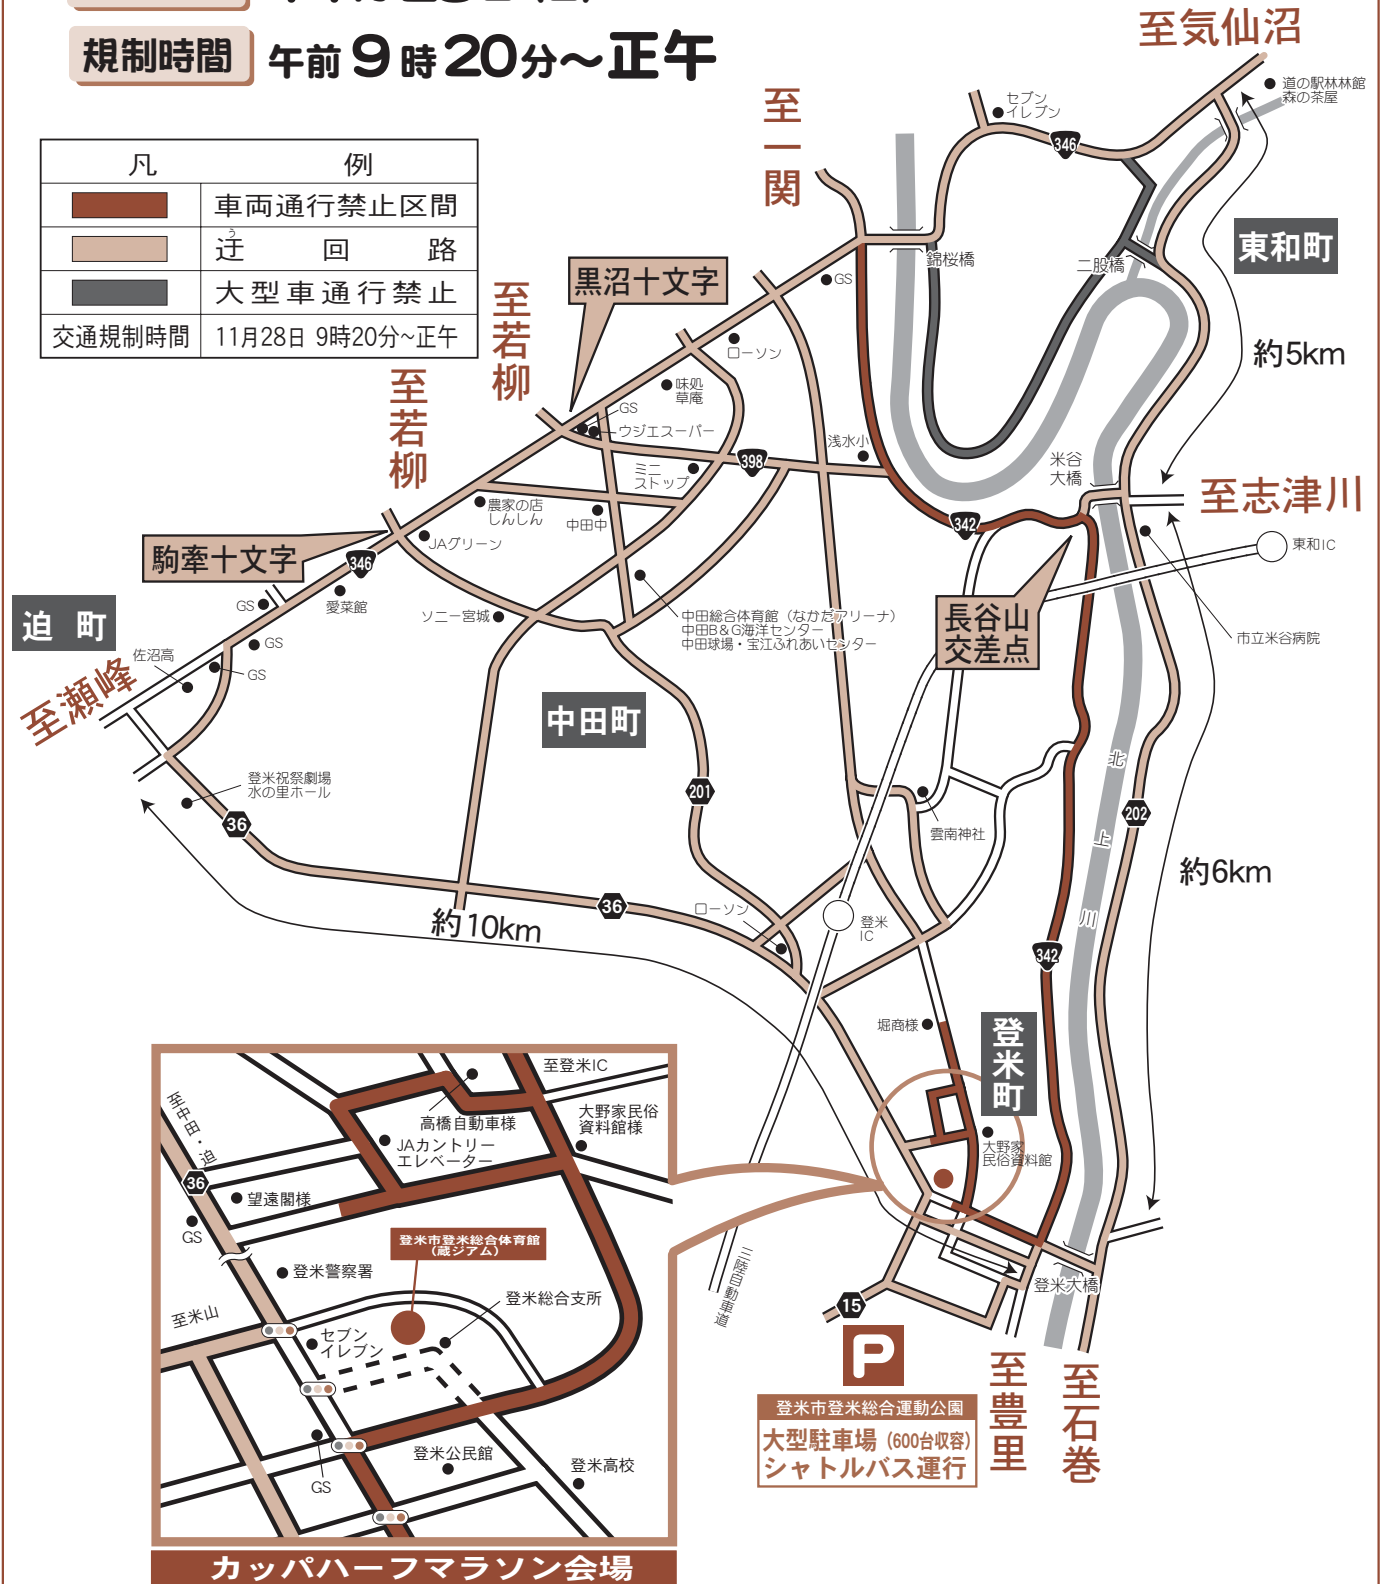 規制時間
午前9時20分～正午
凡 例
車両通行禁止区間
う
迂回路
大型車通行禁止
交通規制時間
11月28日 9時20分~正午
至気仙沼
道の駅林林館
森の茶屋
セブン
イレブン
346
至一関
東和町
錦桜橋
二股橋
GS
黒沼十文字
至若柳
ローソン
約5km
味処
草庵
至若柳
GS
ウジエスーパー
浅水小
398
ミニ
ストップ
米谷
大橋
至志津川
農家の店
しんしん
中田中
342
JAグリーン
駒牽十文字
346
東和IC
愛菜館
GS
ソニー宮城
中田総合体育館（なかだアリーナ）
中田B&G海洋センター
中田球場・宝江ふれあいセンター
長谷山
交差点
市立米谷病院
迫町
GS
佐沼高
GS
至瀬峰
中田町
北上川
登米祝祭劇場
水の里ホール
201
36
202
雲南神社
約6km
36
ローソン
登米
IC
約10km
342
堀商様
登米町
大野家
民俗資料館
三陸自動車道
登米大橋
15
P
登米市登米総合運動公園
大型駐車場（600台収容）
シャトルバス運行
至豊里
至石巻
至登米IC
至中田・迫
高橋自動車様
大野家民俗
資料館様
JAカントリー
エレベーター
36
望遠閣様
GS
登米市登米総合体育館
（蔵ジアム）
登米警察署
登米総合支所
至米山
セブン
イレブン
登米公民館
登米高校
GS
カッパハーフマラソン会場